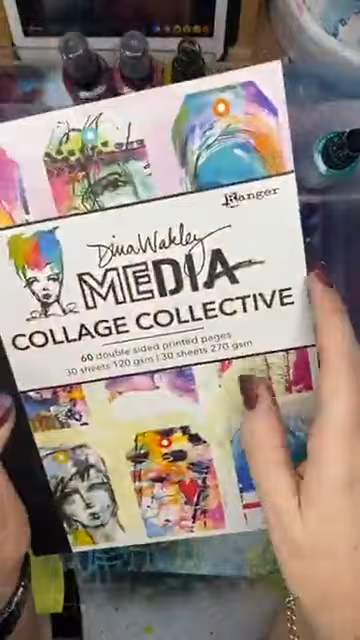 Ranger
Dina Wakley
MEDIA
COLLAGE COLLECTIVE
60 double sided printed pages
30 sheets 120 gsm | 30 sheets 270 gsm